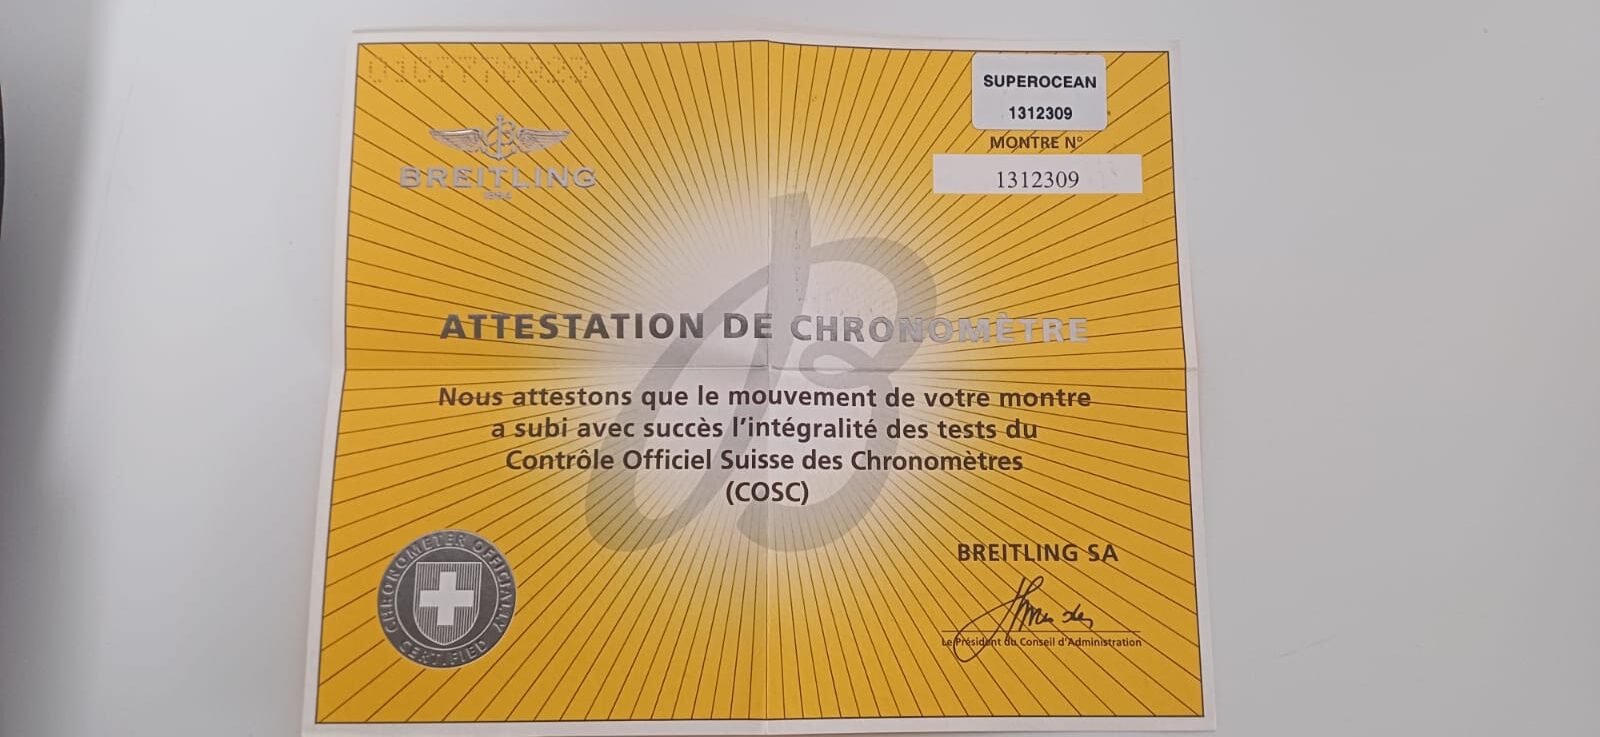 SUPEROCEAN
1312309
MONTRE N°
1312309
BREITLING
1884
ATTESTATION DE CHRONOMÈTRE
Nous attestons que le mouvement de votre montre
a subi avec succès l'intégralité des tests du
Contrôle Officiel Suisse des Chronomètres
(COSC)
CHRONOMETER OFFICIALLY
CERTIFIED
BREITLING SA
Le Président du Conseil d'Administration